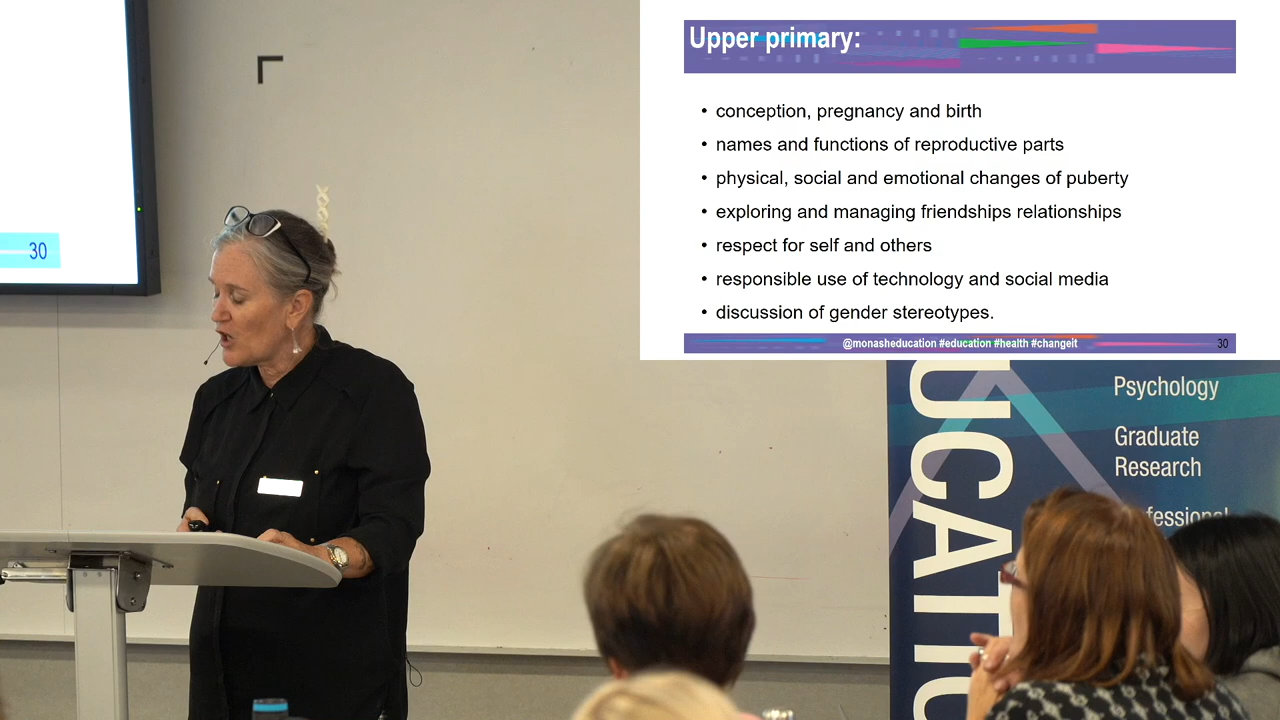 30
Upper primary:
• conception, pregnancy and birth
• names and functions of reproductive parts
• physical, social and emotional changes of puberty
• exploring and managing friendships relationships
• respect for self and others
• responsible use of technology and social media
• discussion of gender stereotypes.
@monasheducation #education #health #changeit
30
UCATIO
Psychology
Graduate
Research